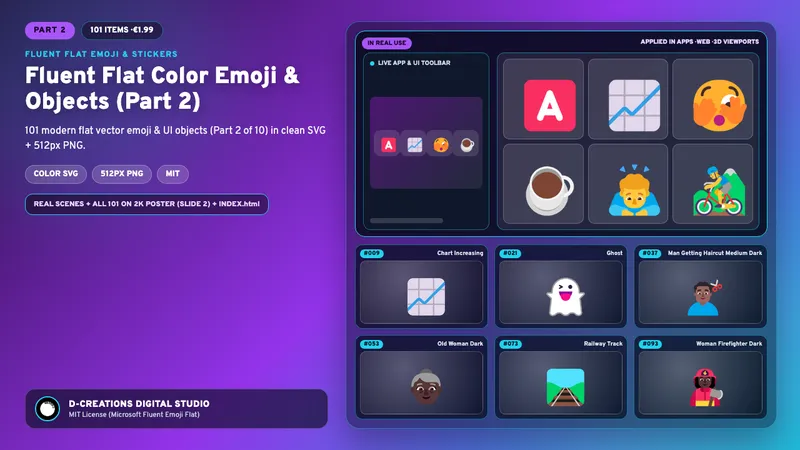 PART 2
101 ITEMS ·€1.99
FLUENT FLAT EMOJI & STICKERS
Fluent Flat Color Emoji &
Objects (Part 2)
101 modern flat vector emoji & UI objects (Part 2 of 10) in clean SVG
+ 512px PNG.
COLOR SVG
512PX PNG
MIT
REAL SCENES + ALL 101 ON 2K POSTER (SLIDE 2) + INDEX.html
D-CREATIONS DIGITAL STUDIO
MIT License (Microsoft Fluent Emoji Flat)
IN REAL USE
APPLIED IN APPS ·WEB ·3D VIEWPORTS
LIVE APP & UI TOOLBAR
A
A
#009
Chart Increasing
#021
Ghost
#037
Man Getting Haircut Medium Dark
#053
Old Woman Dark
#073
Railway Track
#093
Woman Firefighter Dark